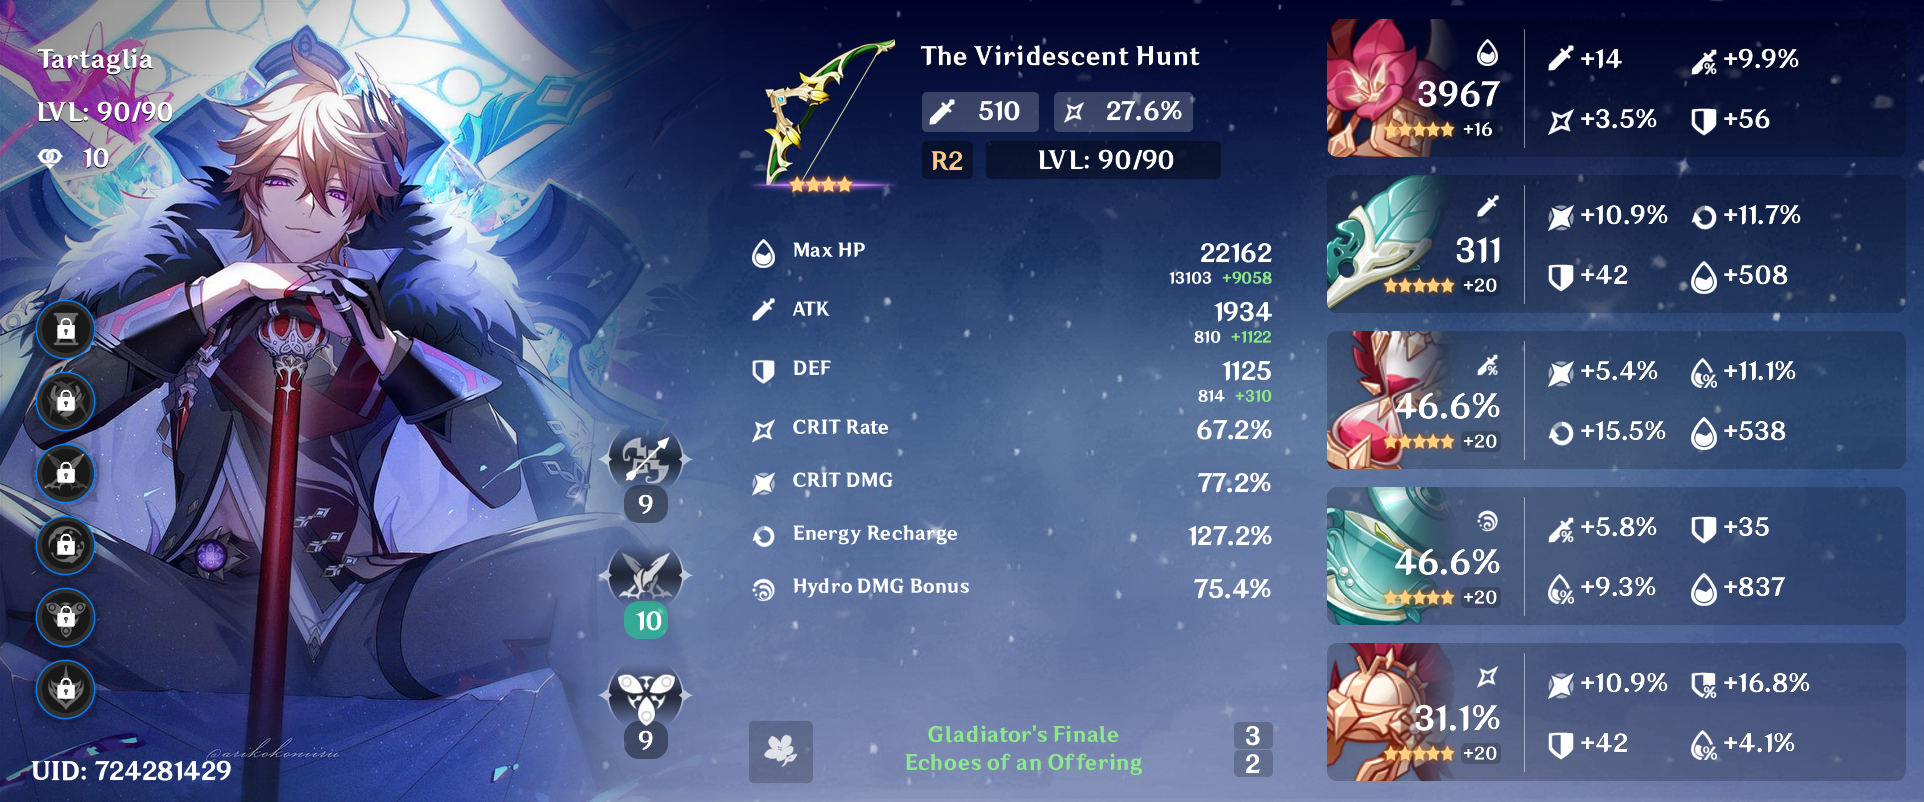 Tartaglia
LVL: 90/90
10
9
10
9
@arikokoniiriu
UID: 724281429
The Viridescent Hunt
510 27.6%
R2 LVL: 90/90
Max HP 22162
13103 +9058
ATK 1934
810 +1122
DEF 1125
814 +310
CRIT Rate 67.2%
CRIT DMG 77.2%
Energy Recharge 127.2%
Hydro DMG Bonus 75.4%
Gladiator's Finale 3
Echoes of an Offering 2
3967
+16
+14 +9.9%
+3.5% +56
311
+20
+10.9% +11.7%
+42 +508
46.6%
+20
+5.4% +11.1%
+15.5% +538
46.6%
+20
+5.8% +35
+9.3% +837
31.1%
+20
+10.9% +16.8%
+42 +4.1%